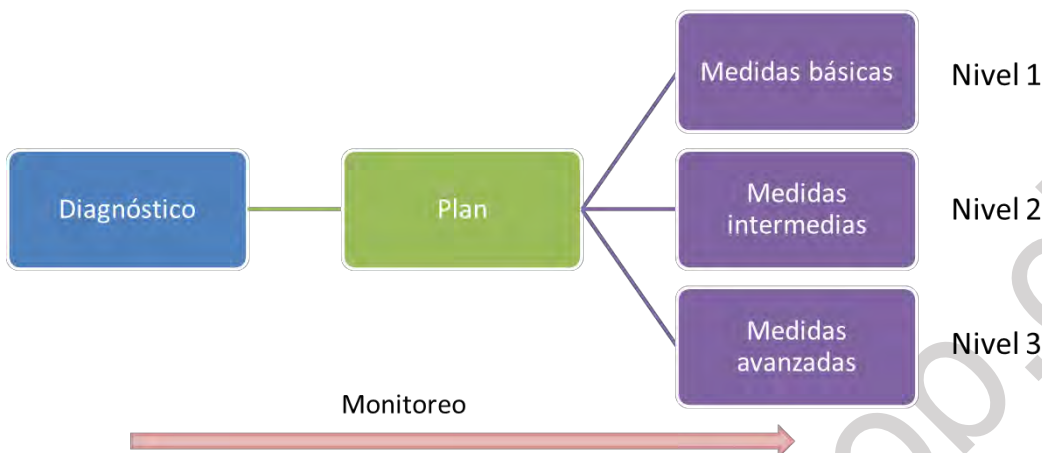 Medidas básicas
Nivel 1
Diagnóstico
Plan
Medidas
intermedias
Nivel 2
Medidas
avanzadas
Nivel 3
Monitoreo